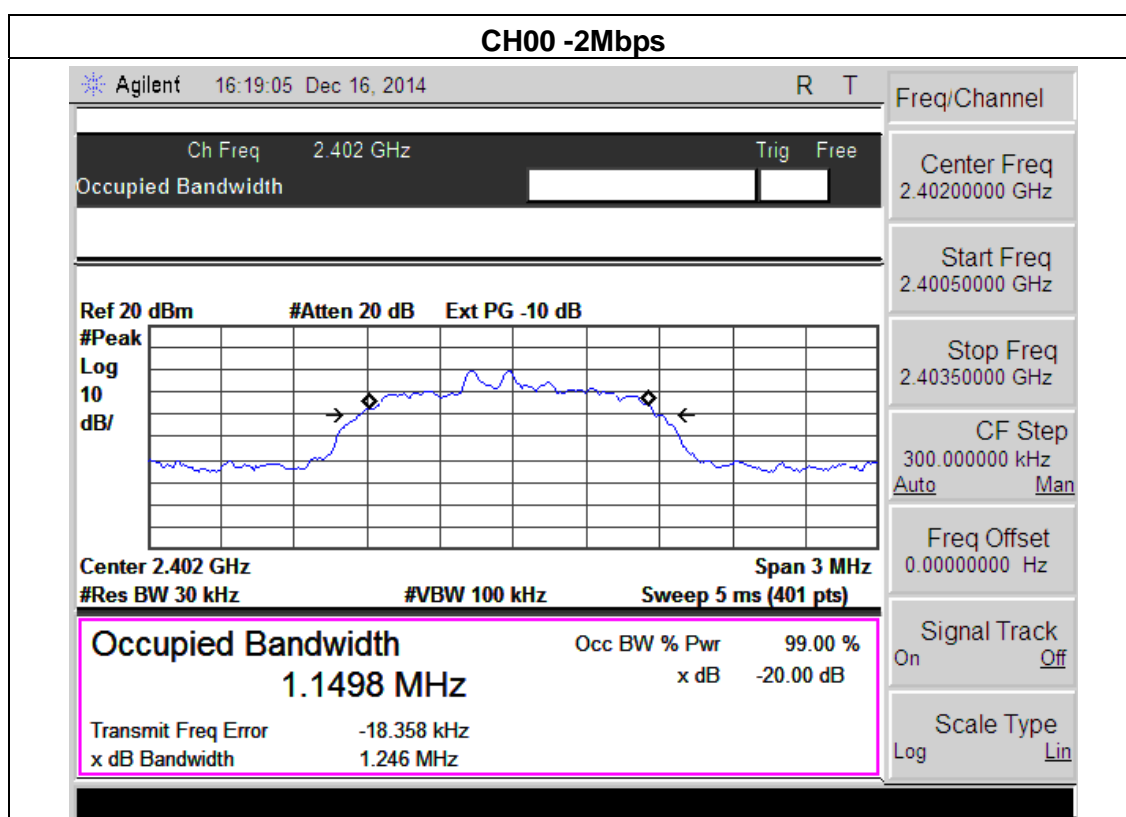 CH00 -2Mbps
Agilent 16:19:05 Dec 16, 2014 R T
Ch Freq 2.402 GHz Trig Free
Occupied Bandwidth
Ref 20 dBm #Atten 20 dB Ext PG -10 dB
#Peak
Log
10
dB/
Center 2.402 GHz Span 3 MHz
#Res BW 30 kHz #VBW 100 kHz Sweep 5 ms (401 pts)
Occupied Bandwidth Occ BW % Pwr 99.00 %
1.1498 MHz x dB -20.00 dB
Transmit Freq Error -18.358 kHz
x dB Bandwidth 1.246 MHz
Freq/Channel
Center Freq
2.40200000 GHz
Start Freq
2.40050000 GHz
Stop Freq
2.40350000 GHz
CF Step
300.000000 kHz
Auto Man
Freq Offset
0.00000000 Hz
Signal Track
On Off
Scale Type
Log Lin